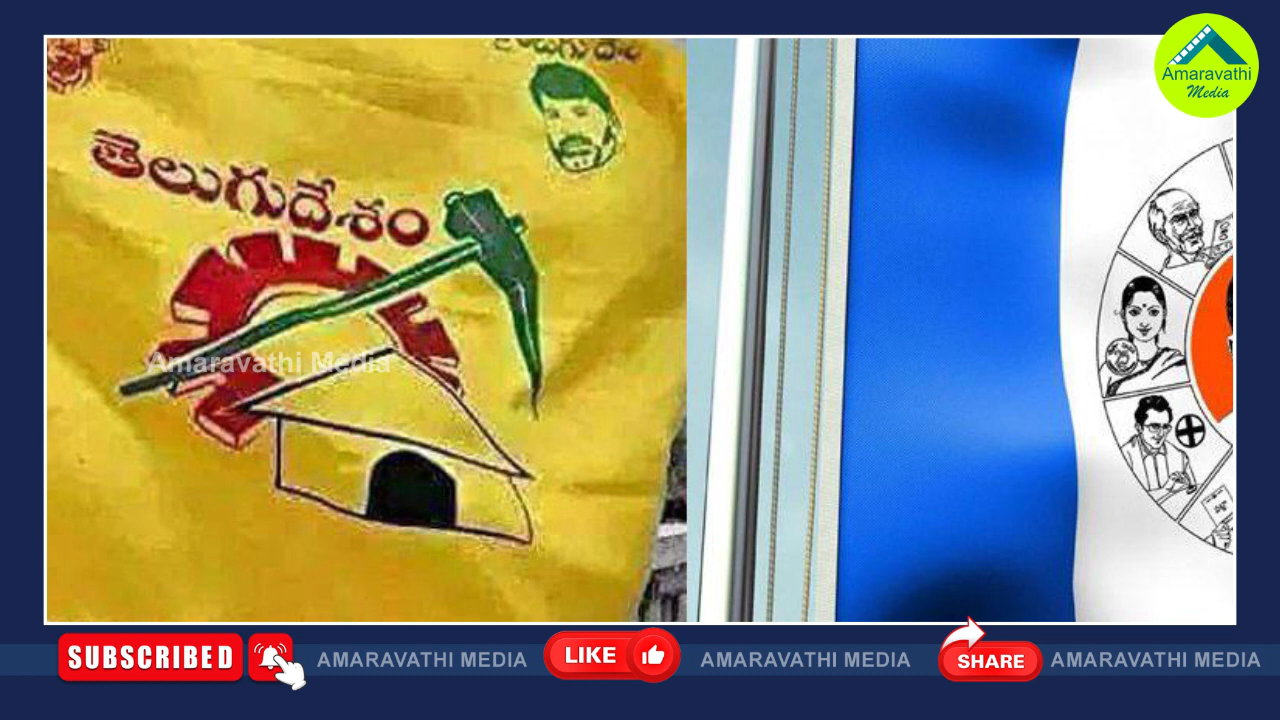 Amaravathi
Media
తెలుగుదేశం
Amaravathi Media
SUBSCRIBED
AMARAVATHI MEDIA
LIKE
AMARAVATHI MEDIA
SHARE
AMARAVATHI MEDIA